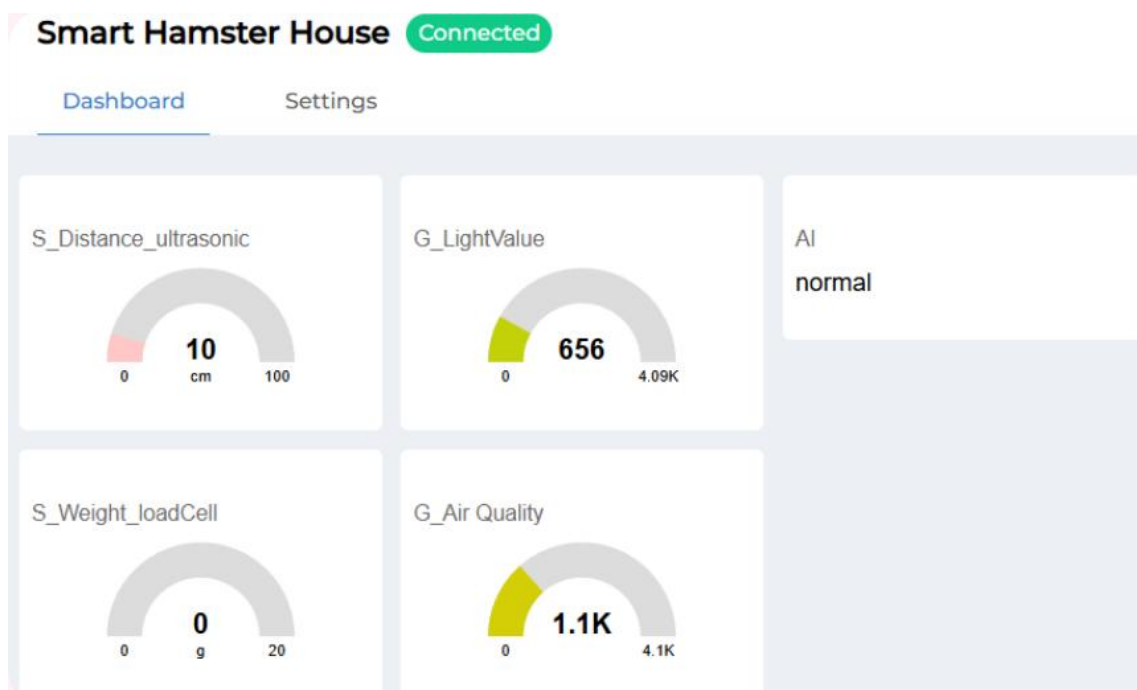 Smart Hamster House Connected
Dashboard Settings
S_Distance_ultrasonic
10
0 cm 100
G_LightValue
656
0 4.09K
AI
normal
S_Weight_loadCell
0
0 g 20
G_Air Quality
1.1K
0 4.1K